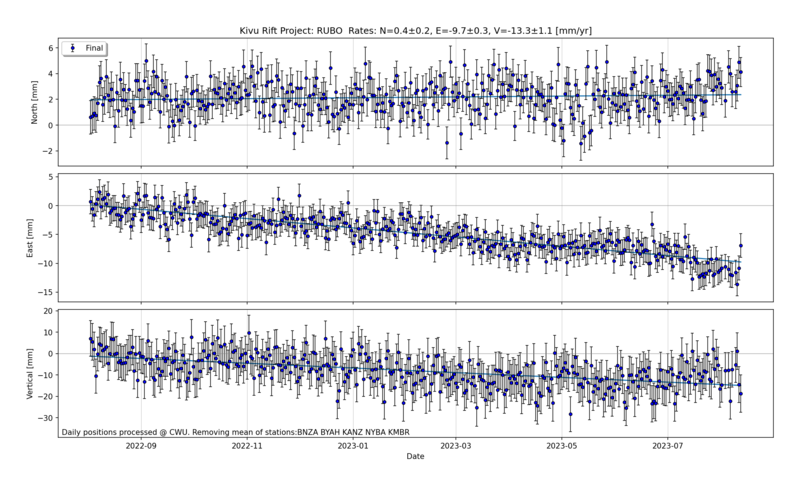 Kivu Rift Project: RUBO Rates: N=0.4±0.2, E=-9.7±0.3, V=-13.3±1.1 [mm/yr]
Final
6
4
2
0
−2
North [mm]
5
0
−5
−10
−15
East [mm]
20
10
0
−10
−20
−30
Vertical [mm]
Daily positions processed @ CWU. Removing mean of stations:BNZA BYAH KANZ NYBA KMBR
2022-09 2022-11 2023-01 2023-03 2023-05 2023-07
Date